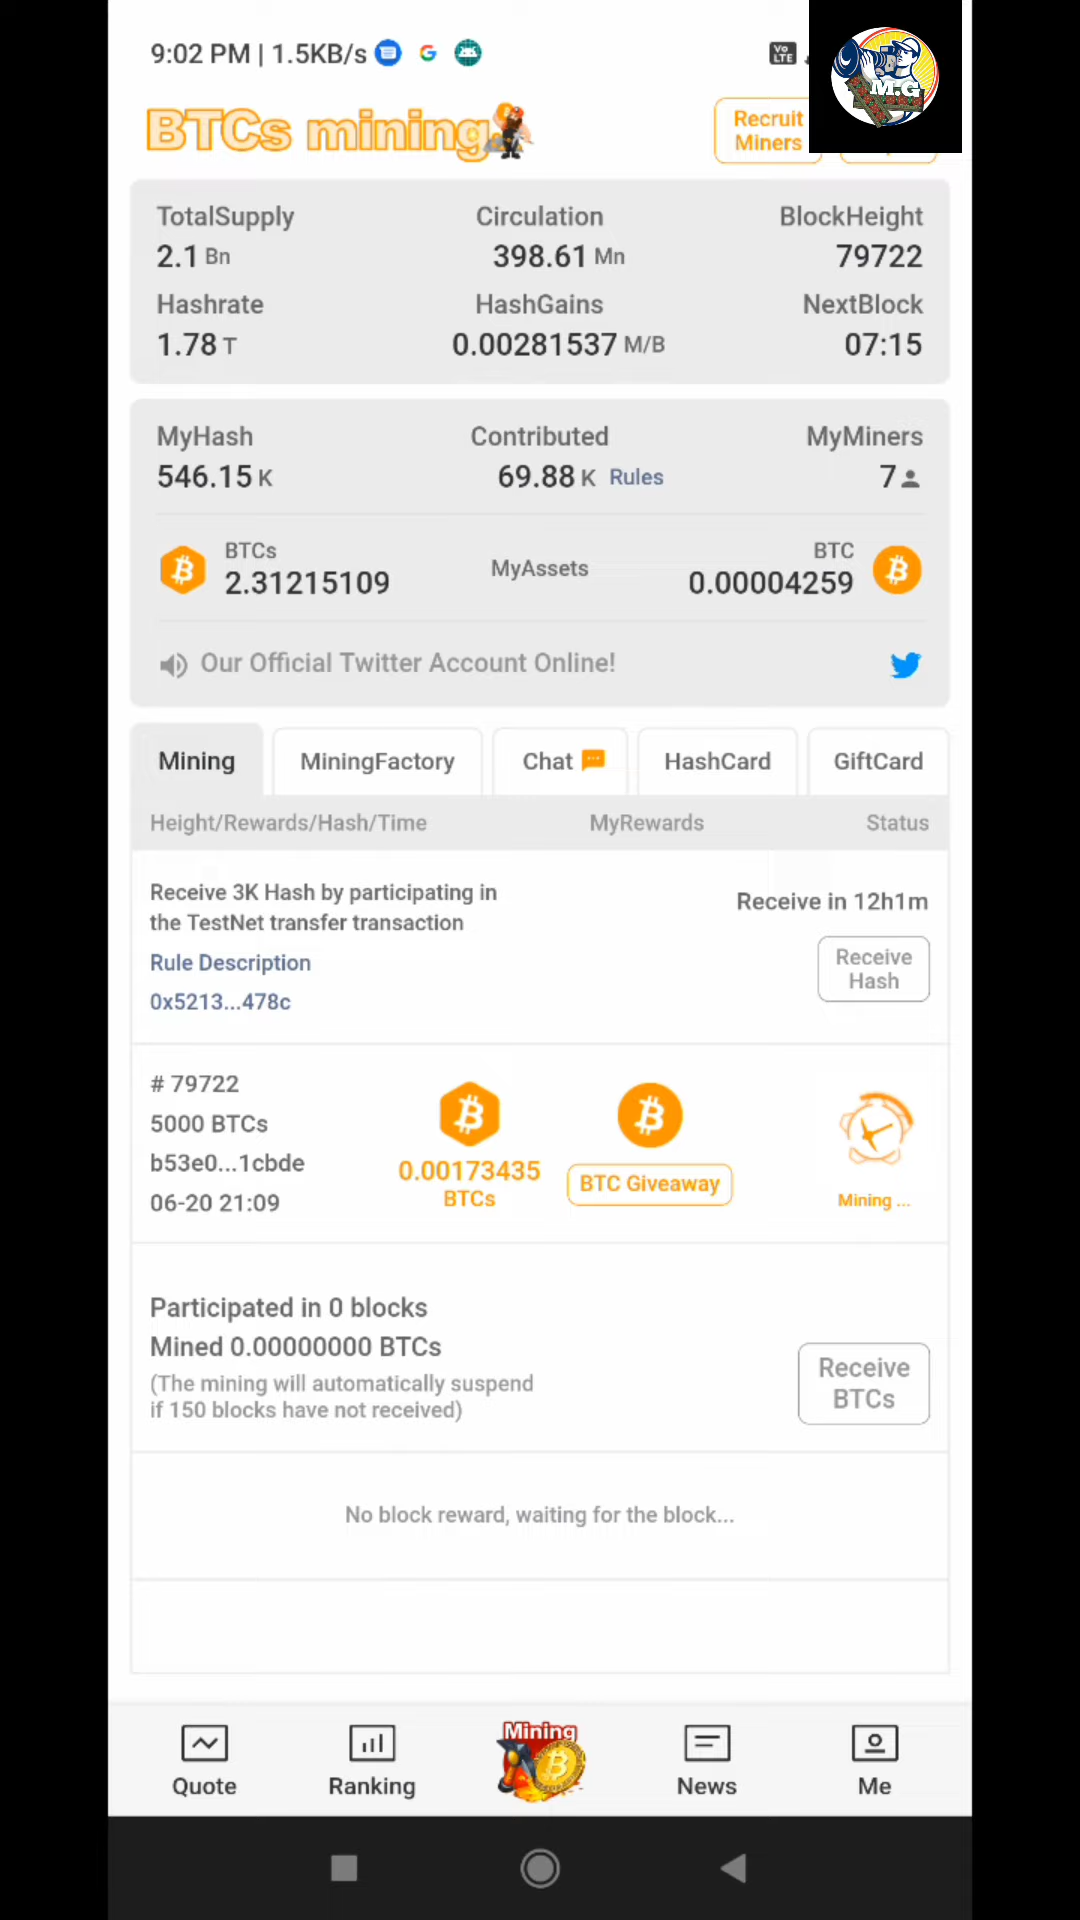 9:02 PM | 1.5KB/s
Vo LTE
M.G
BTCs mining
Recruit
Miners
TotalSupply Circulation BlockHeight
2.1 Bn 398.61 Mn 79722
Hashrate HashGains NextBlock
1.78 T 0.00281537 M/B 07:15
MyHash Contributed MyMiners
546.15 K 69.88 K Rules 7
BTCs MyAssets BTC
2.31215109 0.00004259
Our Official Twitter Account Online!
Mining MiningFactory Chat HashCard GiftCard
Height/Rewards/Hash/Time MyRewards Status
Receive 3K Hash by participating in
the TestNet transfer transaction
Receive in 12h1m
Rule Description
0x5213...478c
Receive
Hash
# 79722
5000 BTCs
b53e0...1cbde
06-20 21:09
0.00173435
BTCs
BTC Giveaway
Mining ...
Participated in 0 blocks
Mined 0.00000000 BTCs
(The mining will automatically suspend
if 150 blocks have not received)
Receive
BTCs
No block reward, waiting for the block...
Mining
Quote Ranking News Me